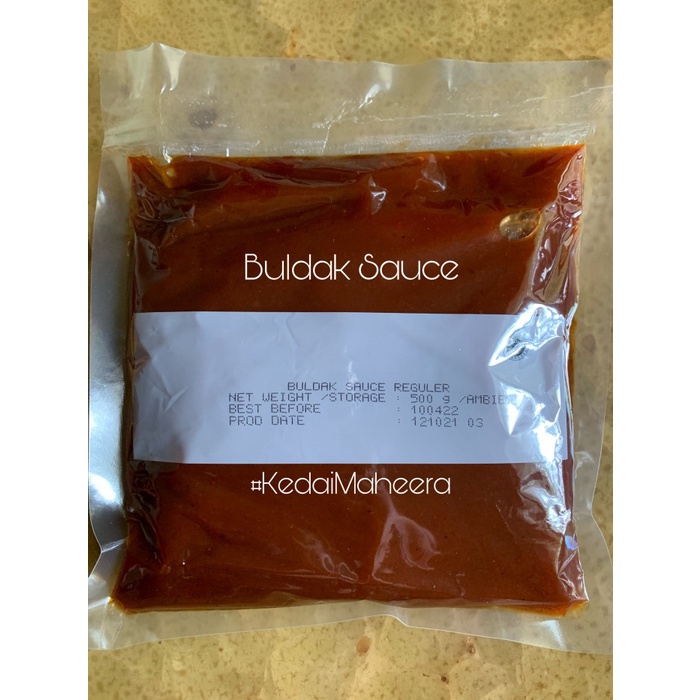 Buldak Sauce
BULDAK SAUCE REGULER
NET WEIGHT /STORAGE : 500 g /AMBIE
BEST BEFORE : 100422
PROD DATE : 121021 03
#KedaiMaheera